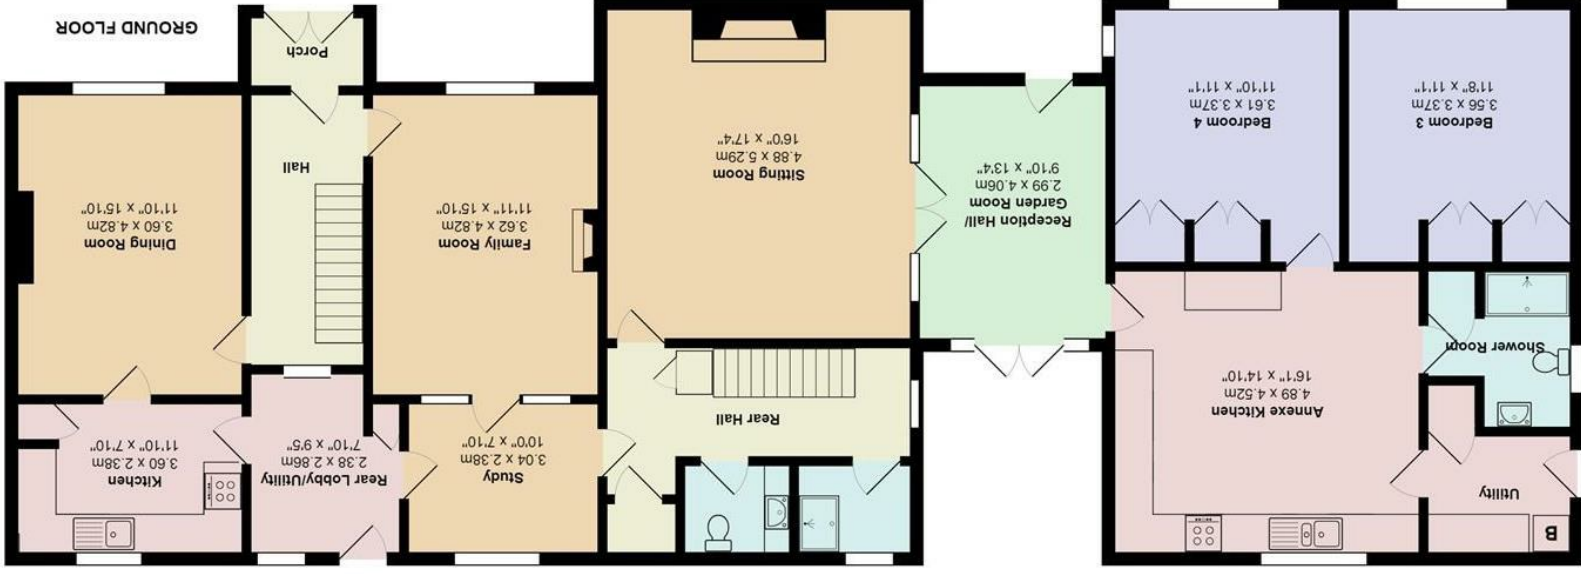 B
Utility
Annexe Kitchen
4.89 x 4.52m
16'1" x 14'10"
Shower Room
Rear Hall
Study
3.04 x 2.38m
10'0" x 7'10"
Rear Lobby/Utility
2.38 x 2.86m
7'10" x 9'5"
Kitchen
3.60 x 2.38m
11'10" x 7'10"
Bedroom 3
3.56 x 3.37m
11'8" x 11'1"
Bedroom 4
3.61 x 3.37m
11'10" x 11'1"
Reception Hall/
Garden Room
2.99 x 4.06m
9'10" x 13'4"
Sitting Room
4.88 x 5.29m
16'0" x 17'4"
Family Room
3.62 x 4.82m
11'11" x 15'10"
Hall
Dining Room
3.60 x 4.82m
11'10" x 15'10"
Porch
GROUND FLOOR